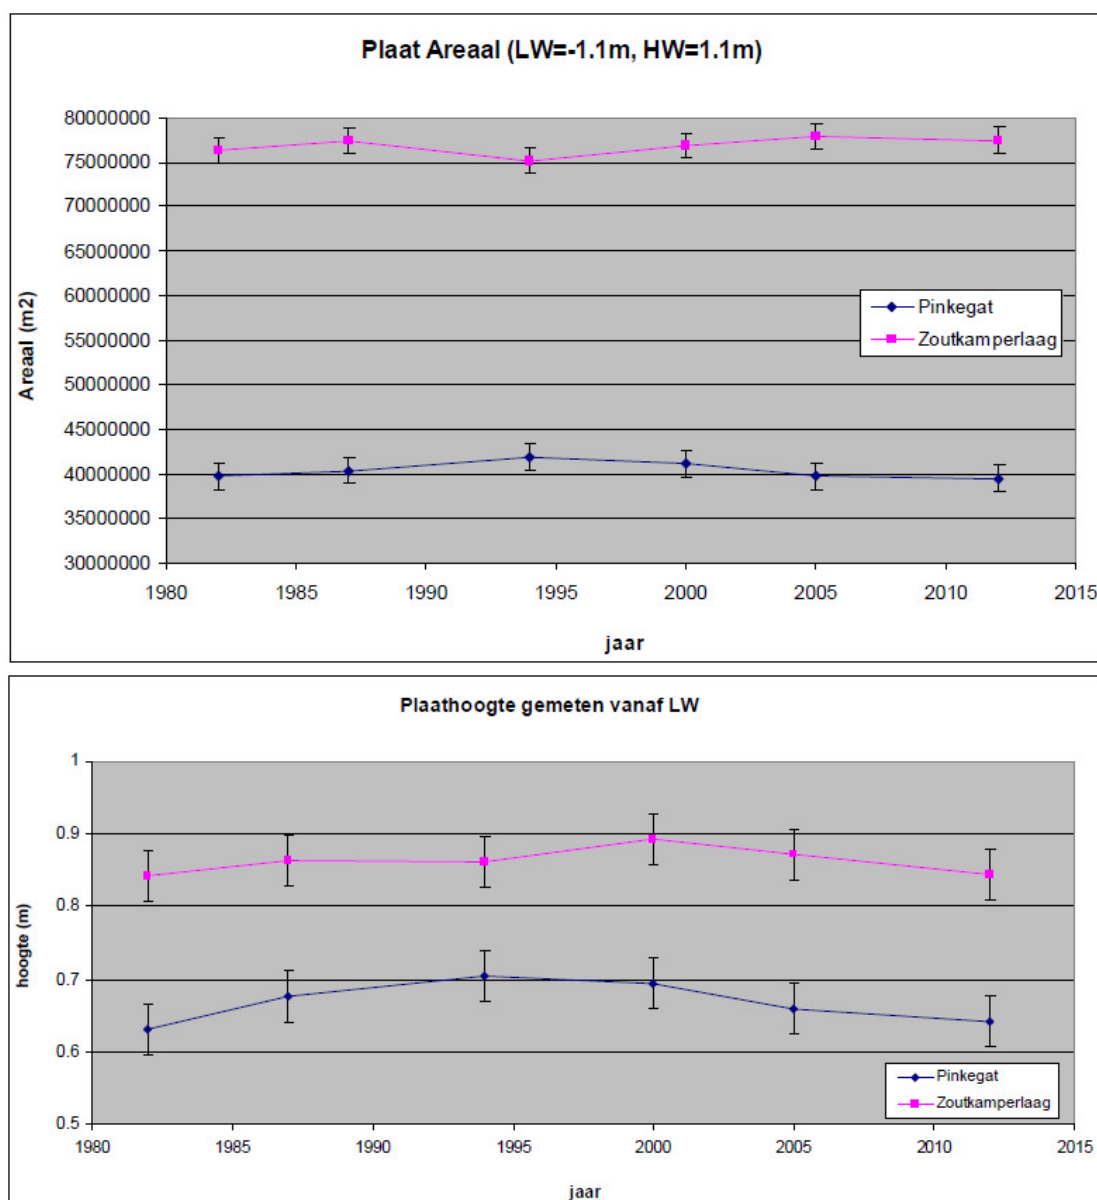 Plaat Areaal (LW=-1.1m, HW=1.1m)
80000000
75000000
70000000
65000000
60000000
55000000
50000000
45000000
40000000
35000000
30000000
Areaal (m2)
Pinkegat
Zoutkamperlaag
1980 1985 1990 1995 2000 2005 2010 2015
jaar
Plaathoogte gemeten vanaf LW
1
0.9
0.8
0.7
0.6
0.5
hoogte (m)
Pinkegat
Zoutkamperlaag
1980 1985 1990 1995 2000 2005 2010 2015
jaar